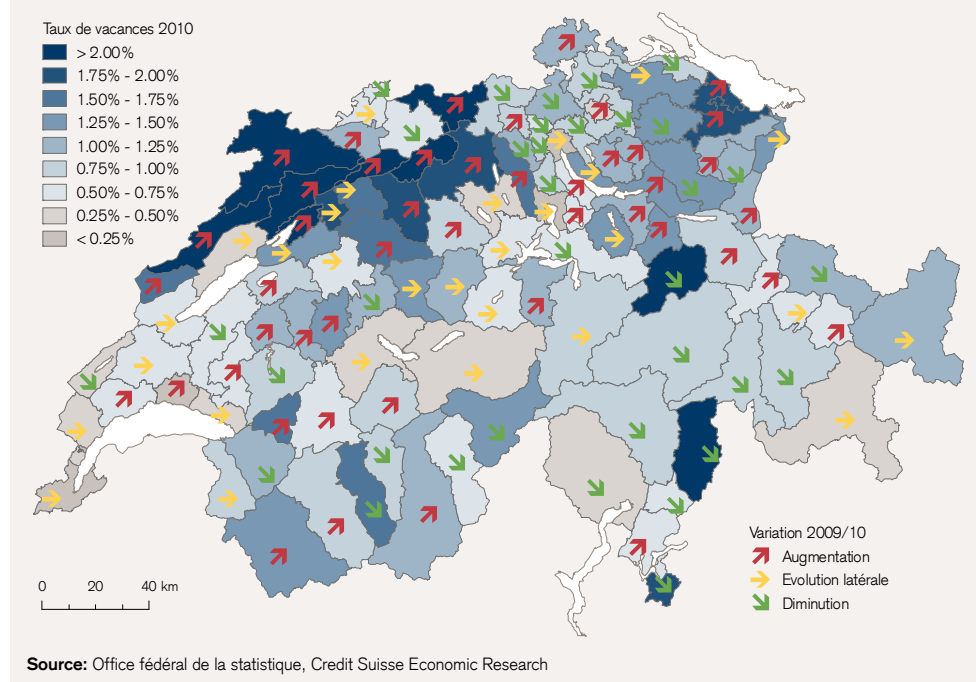 Taux de vacances 2010
> 2.00%
1.75% - 2.00%
1.50% - 1.75%
1.25% - 1.50%
1.00% - 1.25%
0.75% - 1.00%
0.50% - 0.75%
0.25% - 0.50%
< 0.25%
Variation 2009/10
Augmentation
Evolution latérale
Diminution
0 20 40 km
Source: Office fédéral de la statistique, Credit Suisse Economic Research